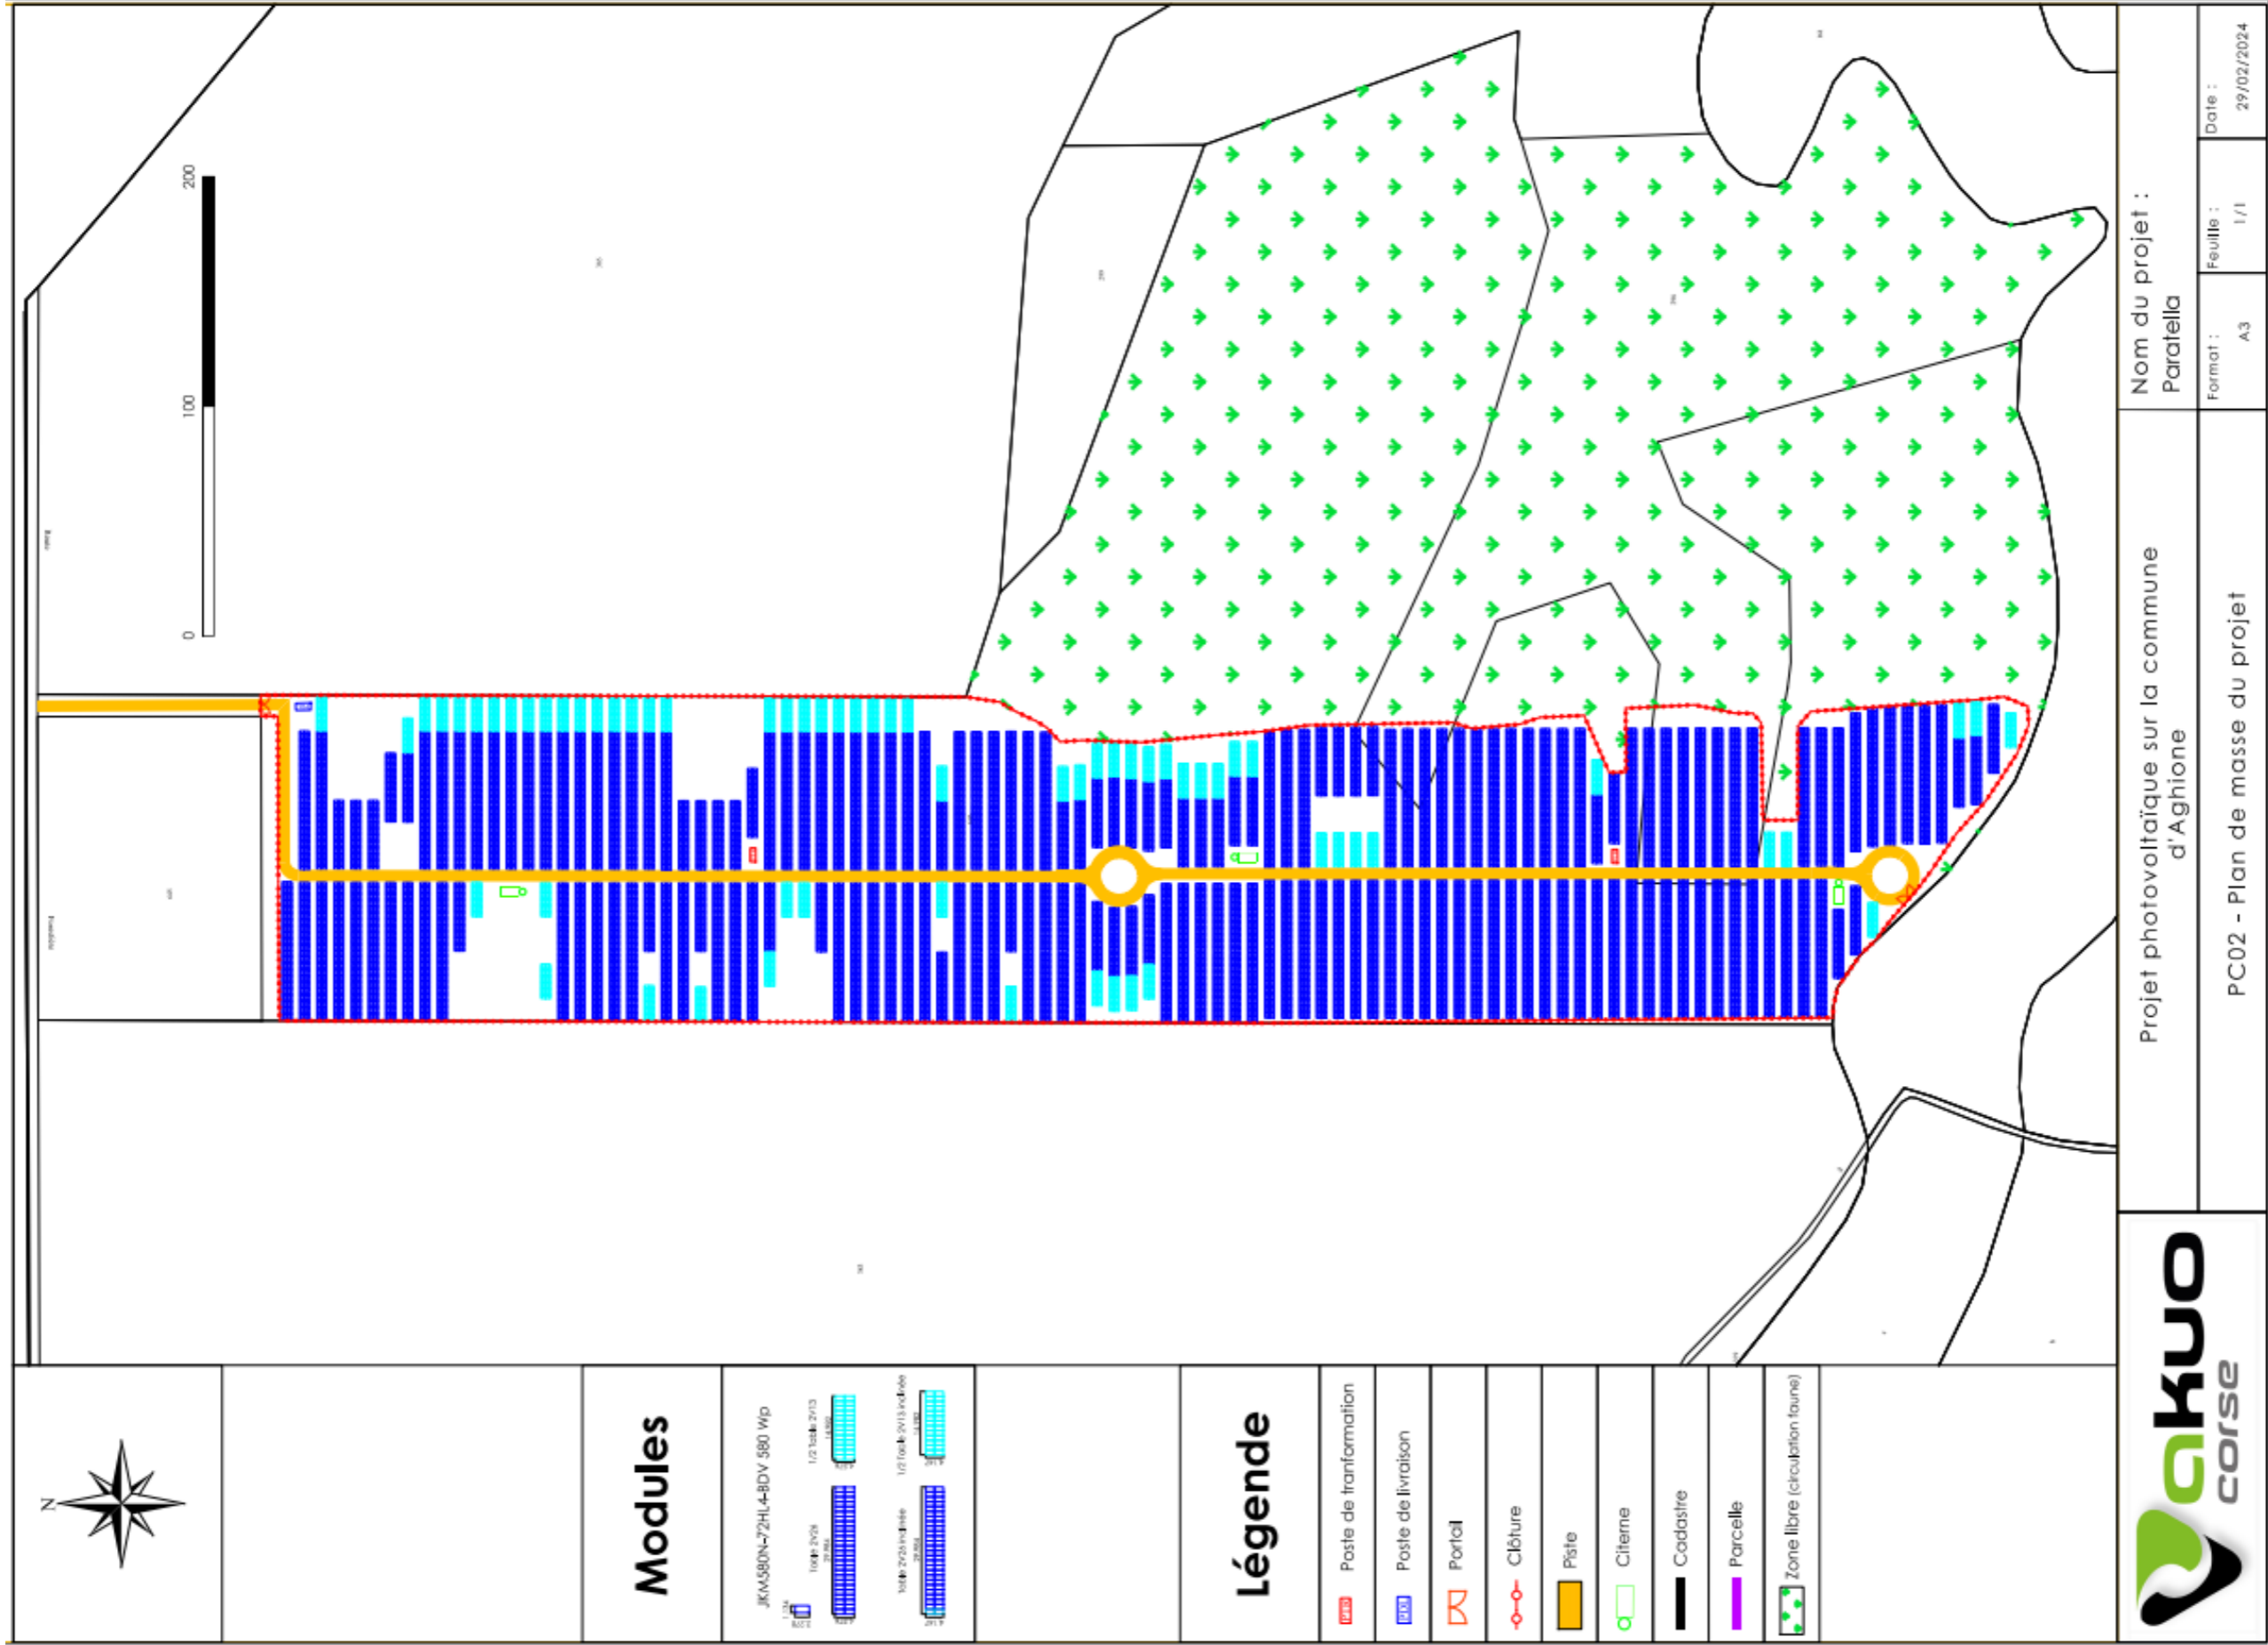 N
Modules
JKM580N-72HL4-BDV 580 Wp
Table 2V26
1/2 Table 2V13
Table 2V26 inclinée
1/2 Table 2V13 inclinée
Légende
Poste de tranformation
Poste de livraison
Portail
Clôture
Piste
Citerne
Cadastre
Parcelle
Zone libre (circulation faune)
0
100
200
akuo
corse
Projet photovoltaïque sur la commune
d'Aghione
Nom du projet :
Paratella
PC02 - Plan de masse du projet
Format :
A3
Feuille :
1/1
Date :
29/02/2024